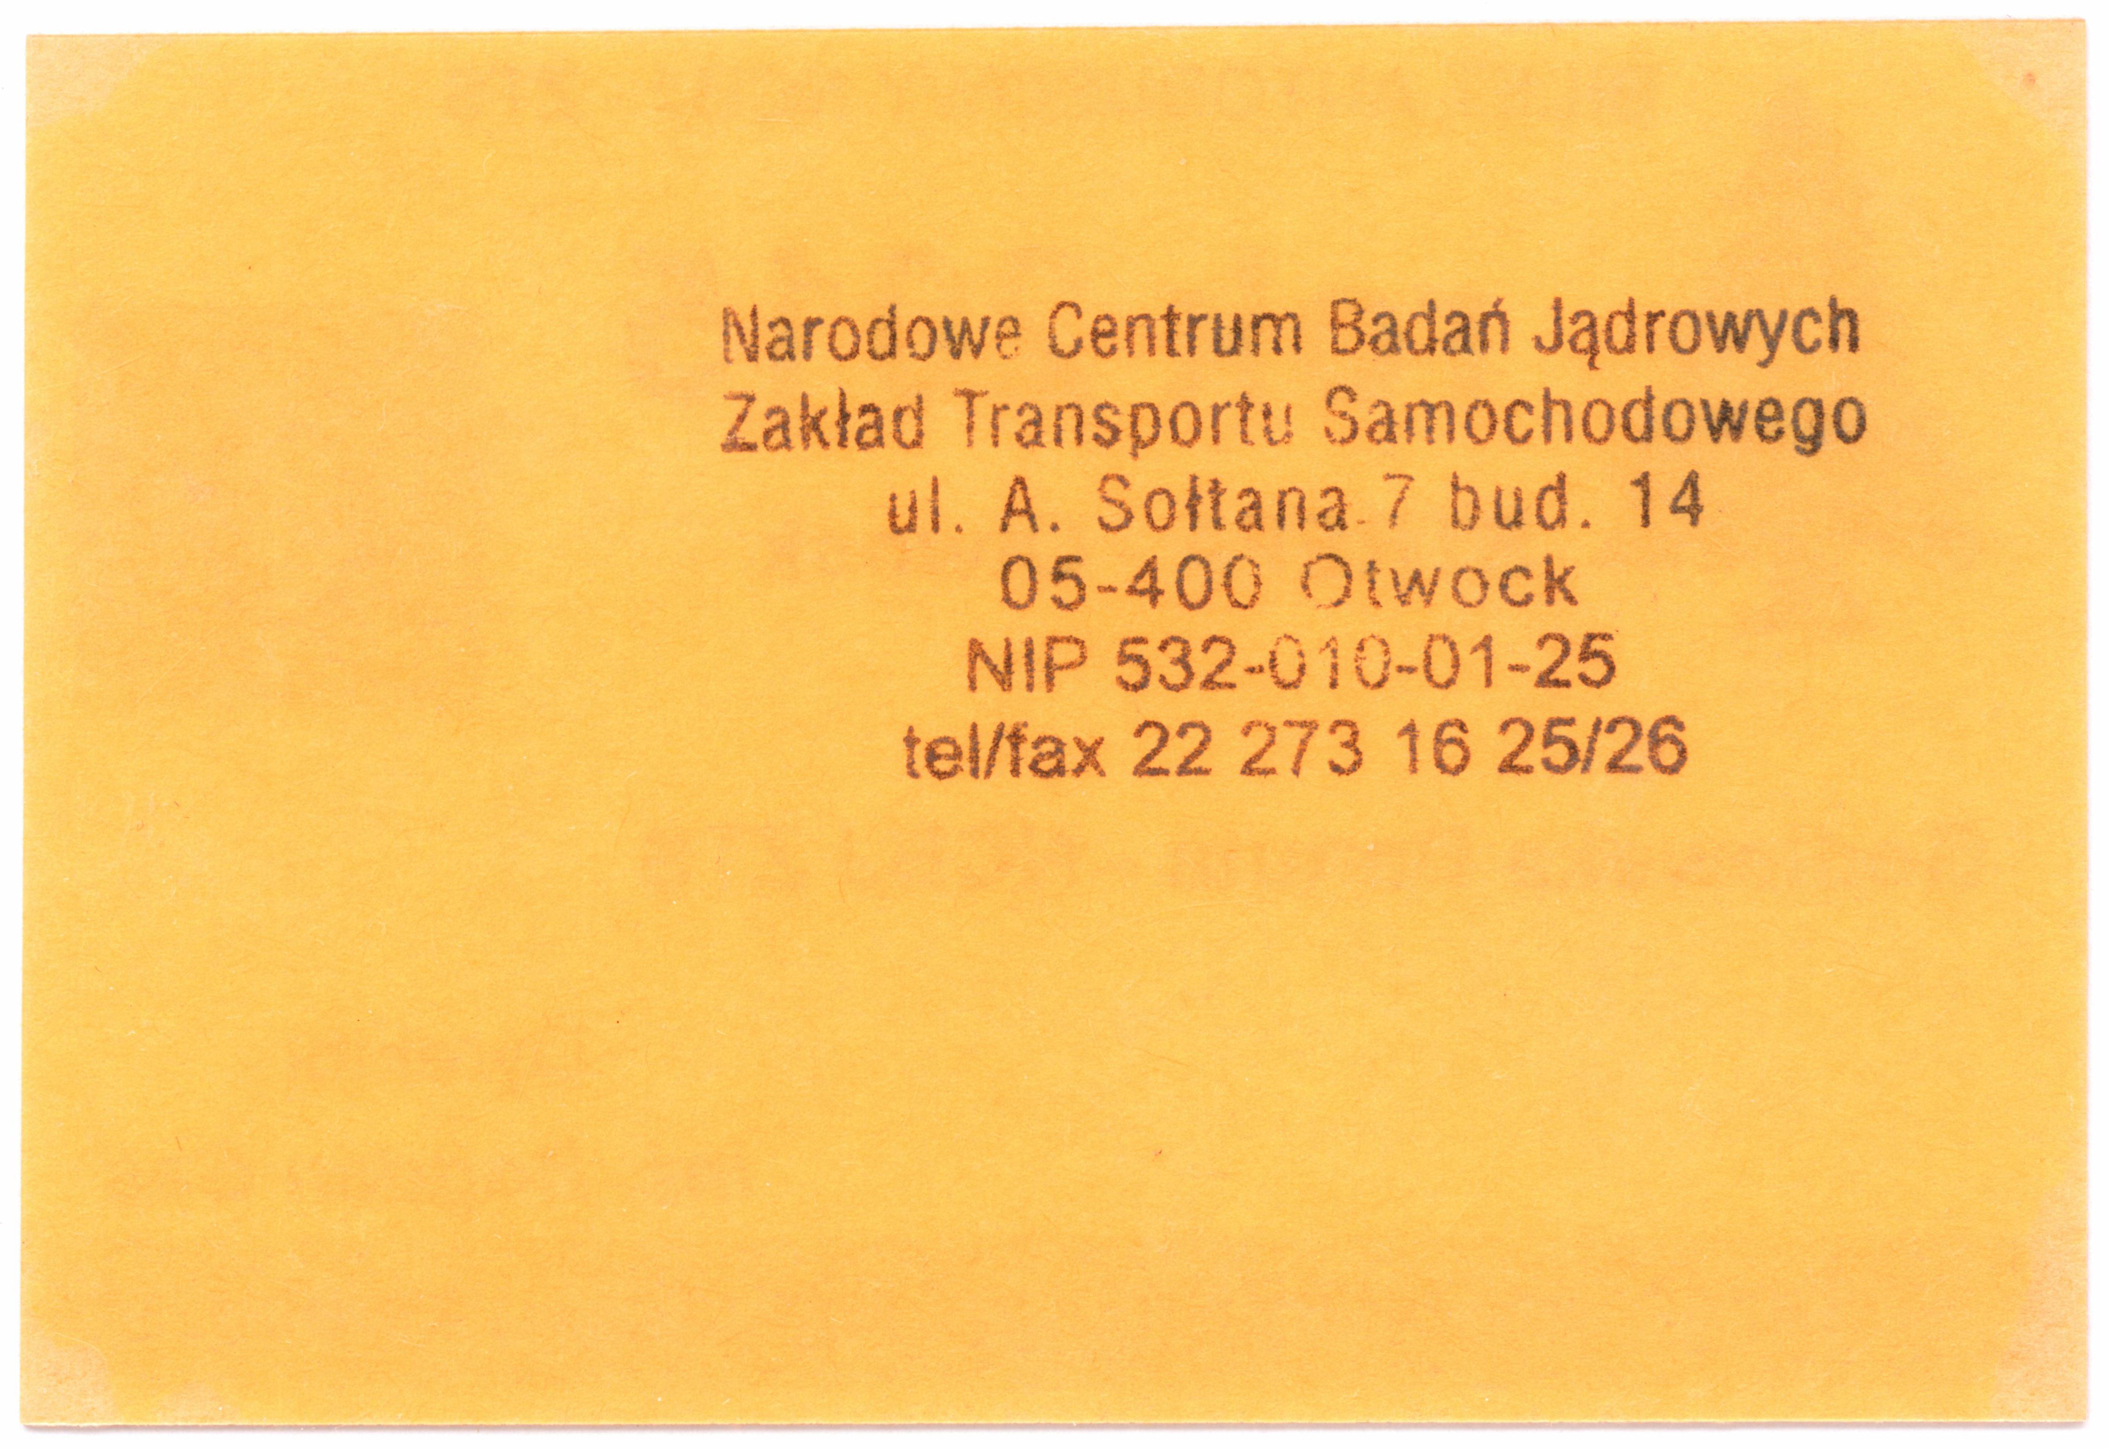 Narodowe Centrum Badań Jądrowych
Zakład Transportu Samochodowego
ul. A. Sołtana 7 bud. 14
05-400 Otwock
NIP 532-010-01-25
tel/fax 22 273 16 25/26